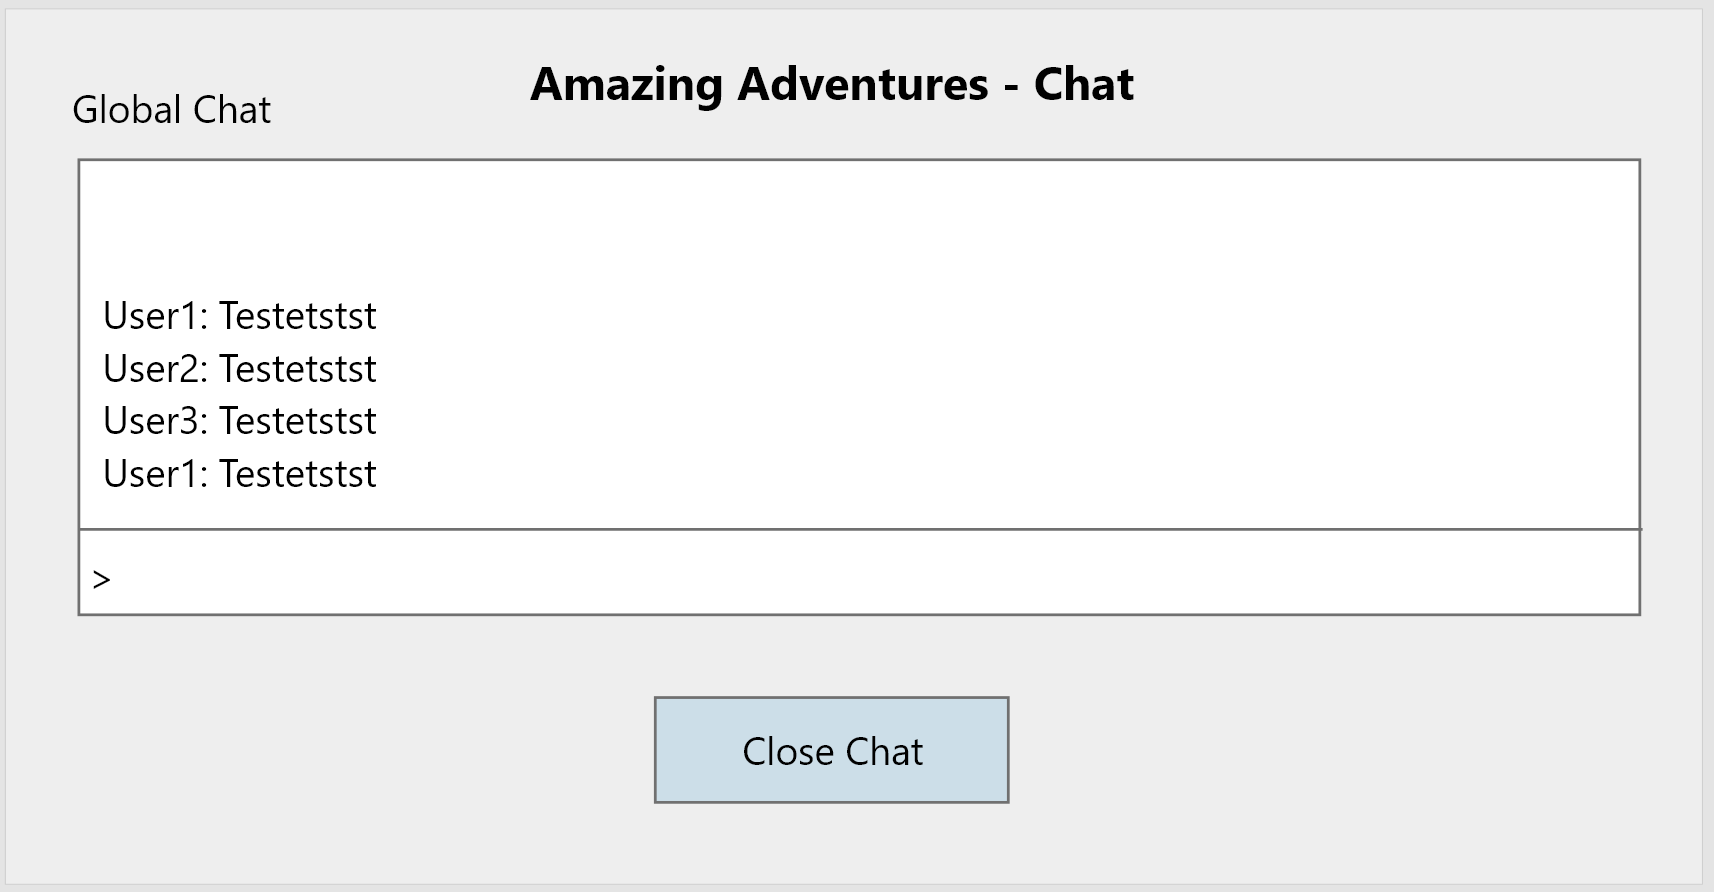 Amazing Adventures - Chat
Global Chat
User1: Testetstst
User2: Testetstst
User3: Testetstst
User1: Testetstst
>
Close Chat